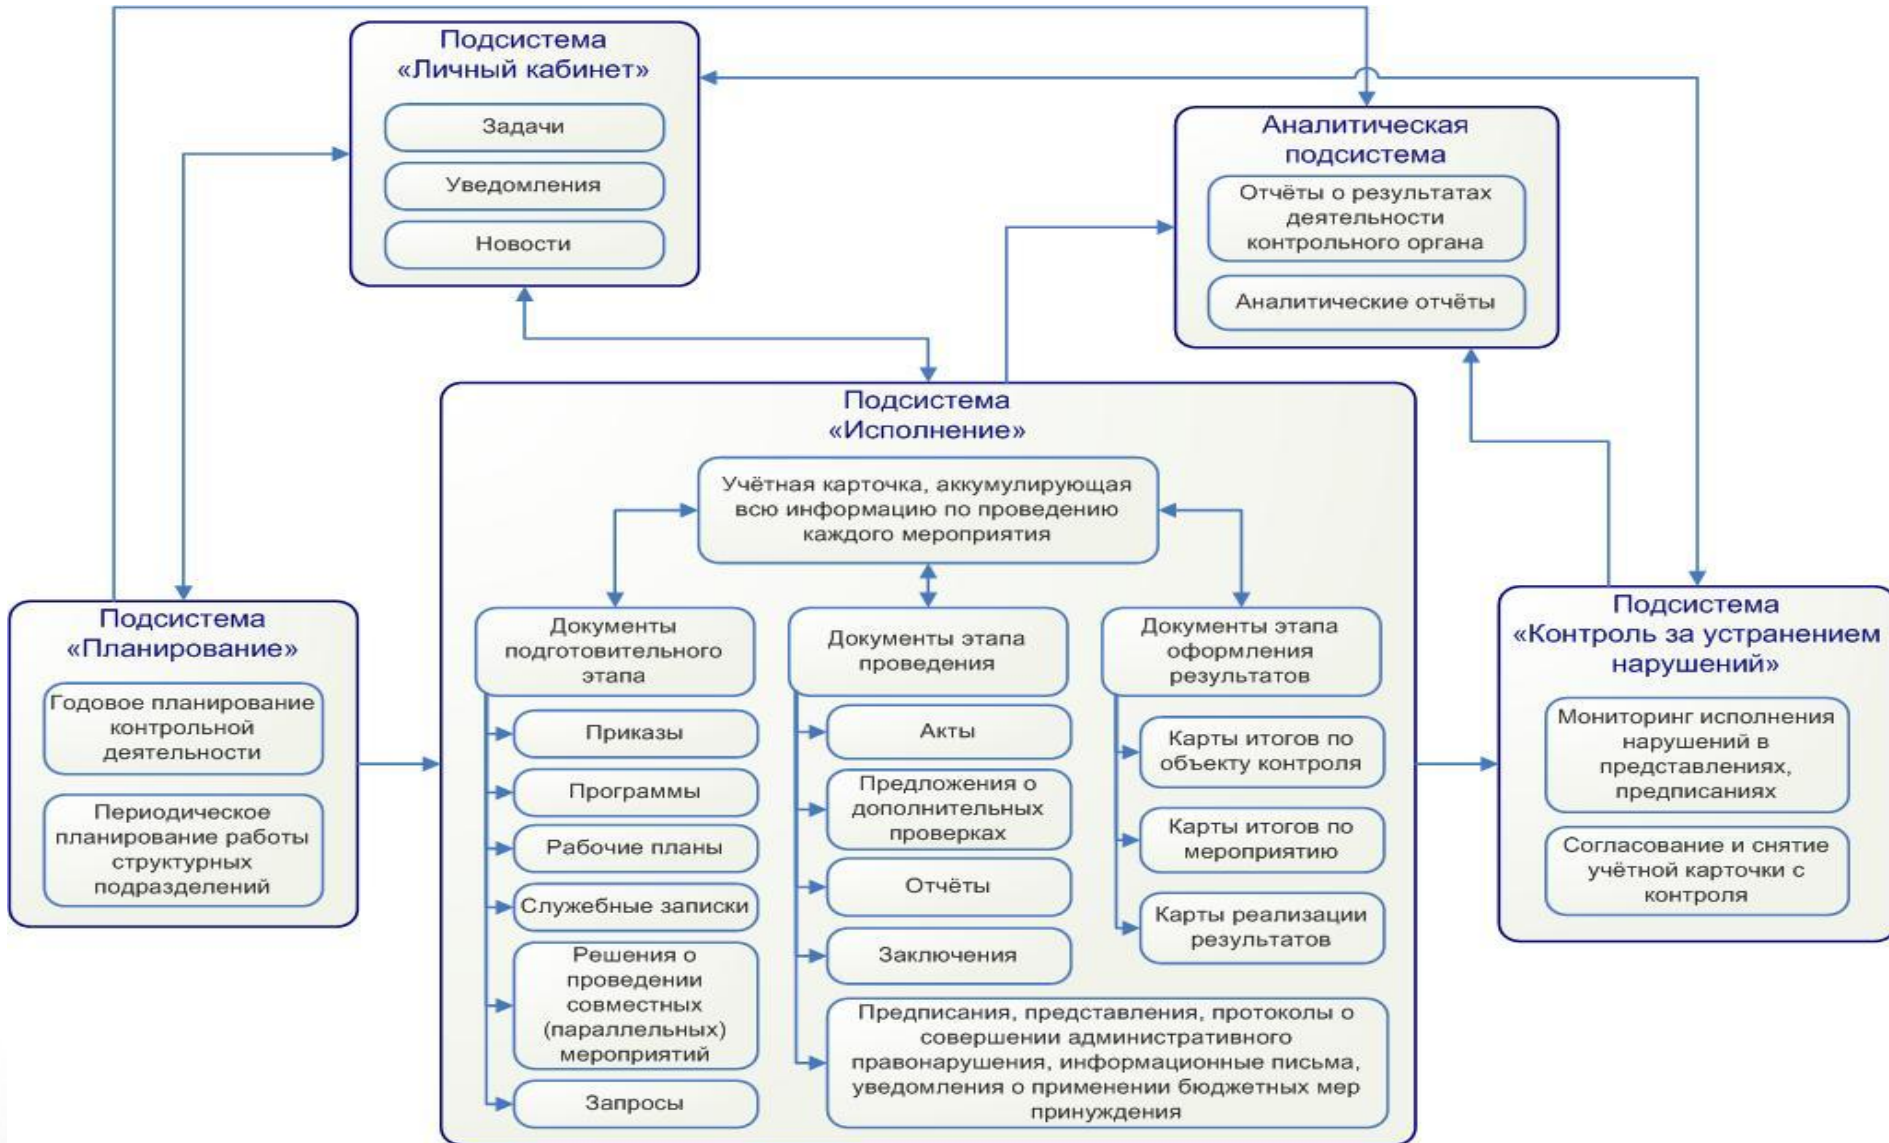 Подсистема
«Личный кабинет»
Задачи
Уведомления
Новости
Аналитическая
подсистема
Отчёты о результатах
деятельности
контрольного органа
Аналитические отчёты
Подсистема
«Планирование»
Годовое планирование
контрольной
деятельности
Периодическое
планирование работы
структурных
подразделений
Подсистема
«Исполнение»
Учётная карточка, аккумулирующая
всю информацию по проведению
каждого мероприятия
Документы
подготовительного
этапа
Приказы
Программы
Рабочие планы
Служебные записки
Решения о
проведении
совместных
(параллельных)
мероприятий
Запросы
Документы этапа
проведения
Акты
Предложения о
дополнительных
проверках
Отчёты
Заключения
Предписания, представления, протоколы о
совершении административного
правонарушения, информационные письма,
уведомления о применении бюджетных мер
принуждения
Документы этапа
оформления
результатов
Карты итогов по
объекту контроля
Карты итогов по
мероприятию
Карты реализации
результатов
Подсистема
«Контроль за устранением
нарушений»
Мониторинг исполнения
нарушений в
представлениях,
предписаниях
Согласование и снятие
учётной карточки с
контроля